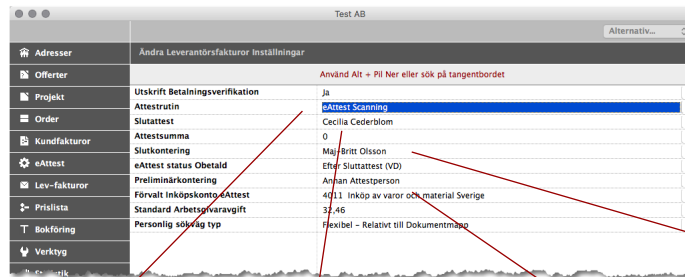 Test AB
Alternativ...
Adresser
Ändra Leverantörsfakturor Inställningar
Offerter
Använd Alt + Pil Ner eller sök på tangentbordet
Projekt
Utskrift Betalningsverifikation Ja
Attestrutin eAttest Scanning
Order
Slutattest Cecilia Cederblom
Attestsumma 0
Kundfakturor
Slutkontering Maj-Britt Olsson
eAttest
eAttest status Obetald Efter Sluttattest (VD)
Preliminärkontering Annan Attestperson
Lev-fakturor
Förvalt Inköpskonto eAttest 4011 Inköp av varor och material Sverige
Prislista
Standard Arbetsgivaravgift 32,46
Personlig sökväg typ Flexibel - Relativt till Dokumentmapp
Bokföring
Verktyg